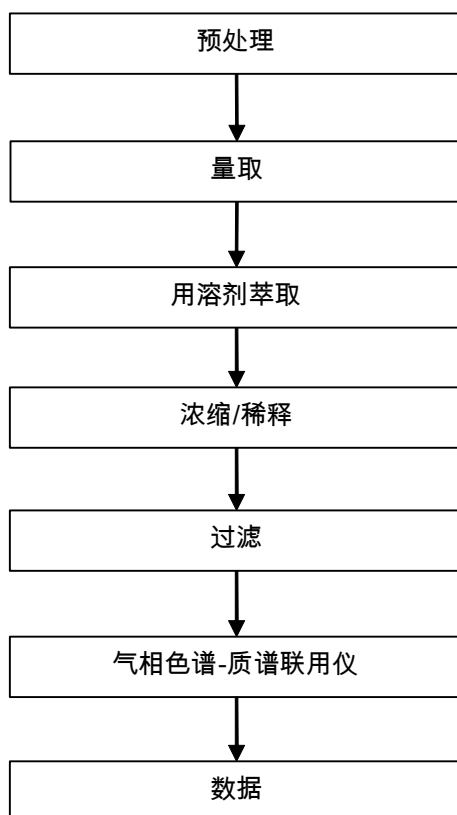 预处理
量取
用溶剂萃取
浓缩/稀释
过滤
气相色谱-质谱联用仪
数据